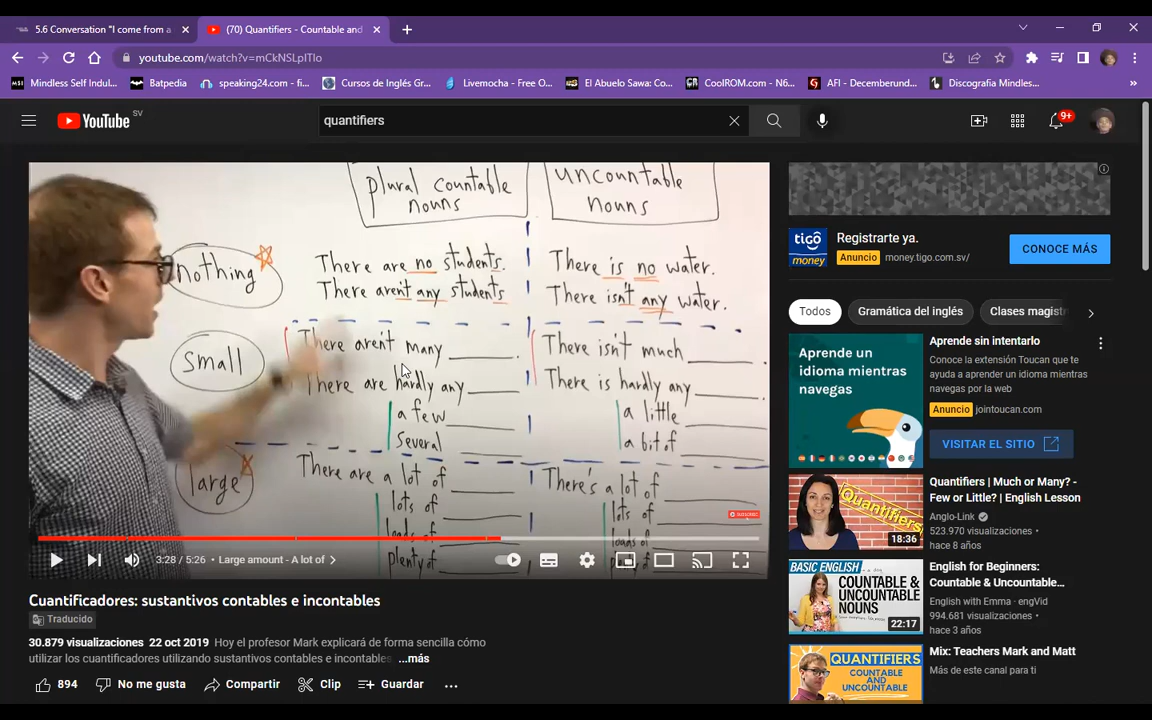 5.6 Conversation "I come from a
(70) Quantifiers - Countable and
youtube.com/watch?v=mCkNSLpITlo
Mindless Self Indul...
Batpedia
speaking24.com - fi...
Cursos de Inglés Gr...
Livemocha - Free O...
El Abuelo Sawa: Co...
CoolROM.com - N6...
AFI - Decemberund...
Discografia Mindles...
YouTube SV
quantifiers
9+
plural countable
nouns
uncountable
nouns
nothing
There are no students.
There aren't any students
There is no water.
There isn't any water.
small
There aren't many
There are hardly any
a few
several
There isn't much
There is hardly any
a little
a bit of
large
There are a lot of
lots of
loads of
plenty of
There's a lot of
lots of
loads of
3:28 / 5:26 · Large amount - A lot of
Cuantificadores: sustantivos contables e incontables
Traducido
30.879 visualizaciones 22 oct 2019 Hoy el profesor Mark explicará de forma sencilla cómo
utilizar los cuantificadores utilizando sustantivos contables e incontables ...más
894
No me gusta
Compartir
Clip
Guardar
tigo
money
Registrarte ya.
Anuncio money.tigo.com.sv/
CONOCE MÁS
Todos
Gramática del inglés
Clases magist
Aprende un
idioma mientras
navegas
Aprende sin intentarlo
Conoce la extensión Toucan que te
ayuda a aprender un idioma mientras
navegas por la web
Anuncio jointoucan.com
VISITAR EL SITIO
Quantifiers
18:36
Quantifiers | Much or Many? -
Few or Little? | English Lesson
Anglo-Link
523.970 visualizaciones
hace 8 años
BASIC ENGLISH
COUNTABLE &
UNCOUNTABLE
NOUNS
22:17
English for Beginners:
Countable & Uncountable...
English with Emma · engVid
994.681 visualizaciones
hace 3 años
QUANTIFIERS
COUNTABLE
AND
UNCOUNTABLE
Mix: Teachers Mark and Matt
Más de este canal para ti